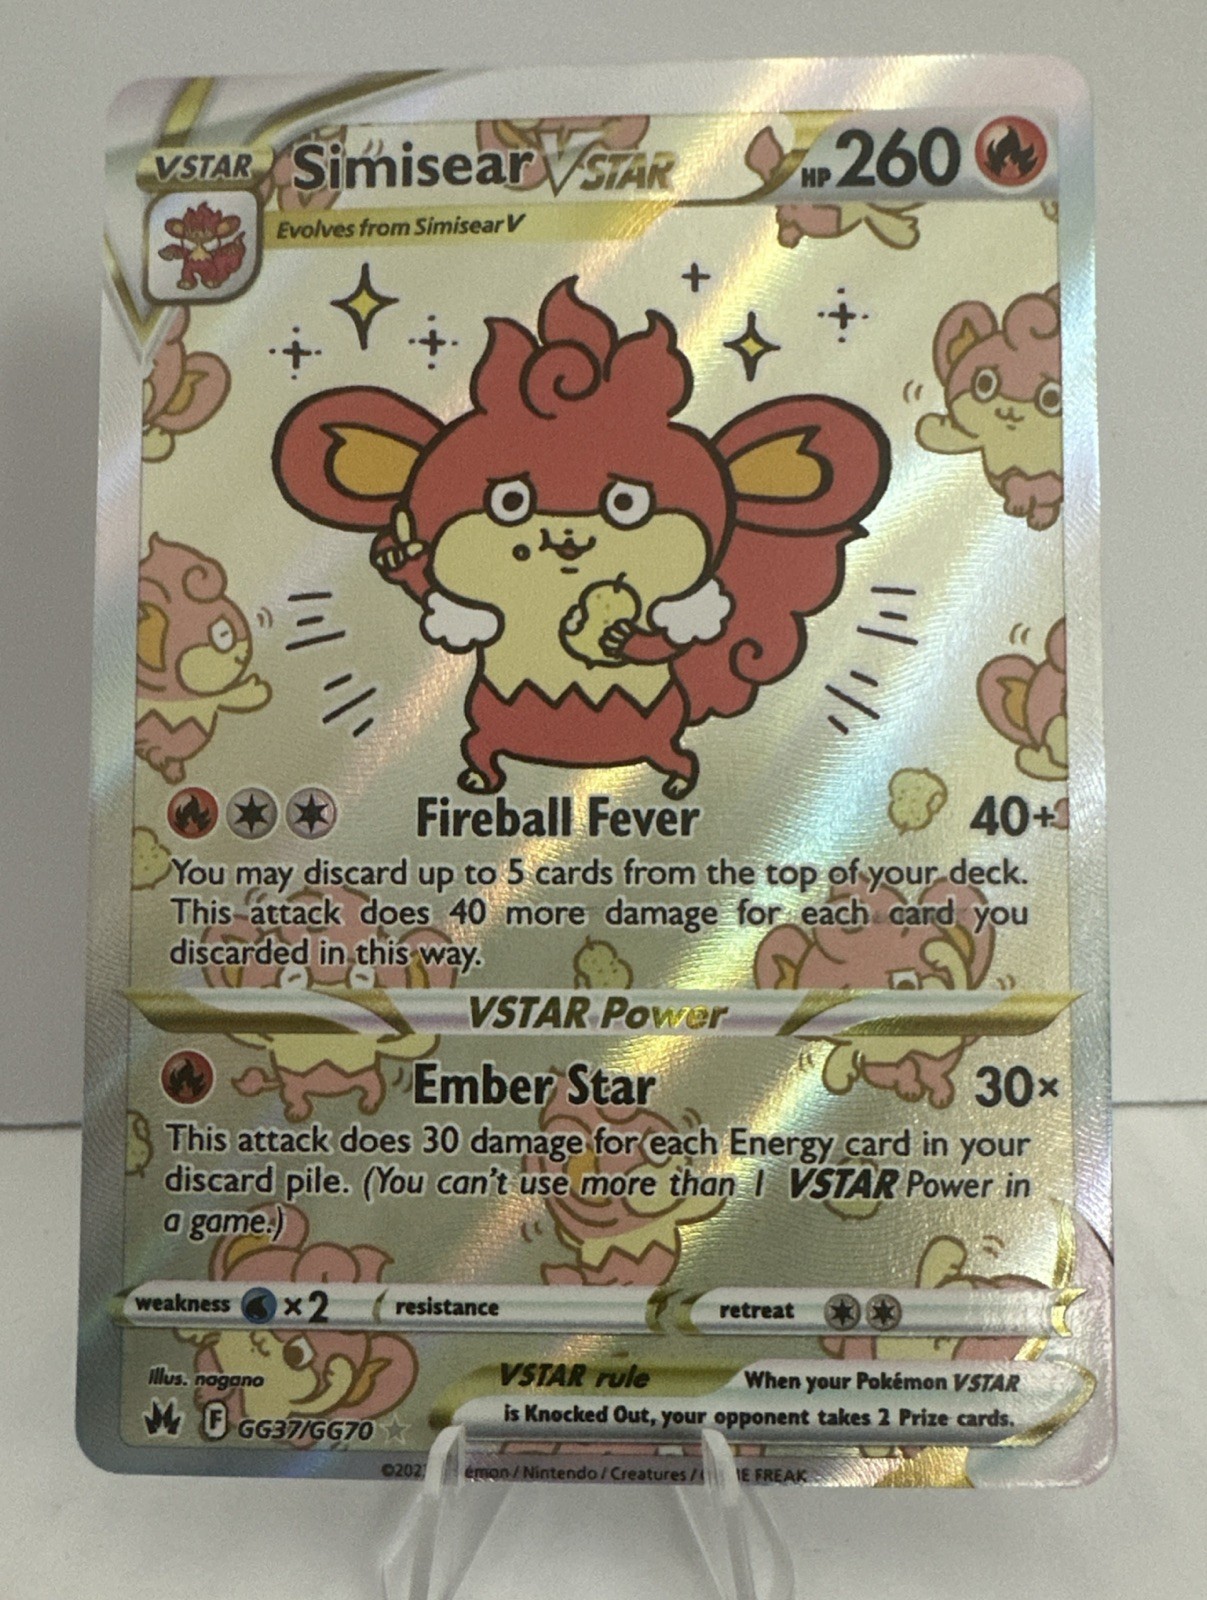 VSTAR Simisear VSTAR HP 260
Evolves from Simisear V
Fireball Fever 40+
You may discard up to 5 cards from the top of your deck.
This attack does 40 more damage for each card you
discarded in this way.
VSTAR Power
Ember Star 30×
This attack does 30 damage for each Energy card in your
discard pile. (You can't use more than 1 VSTAR Power in
a game.)
weakness ×2 resistance retreat
Illus. nagano
VSTAR rule When your Pokémon VSTAR
is Knocked Out, your opponent takes 2 Prize cards.
F GG37/GG70
/ Nintendo / Creatures / FREAK